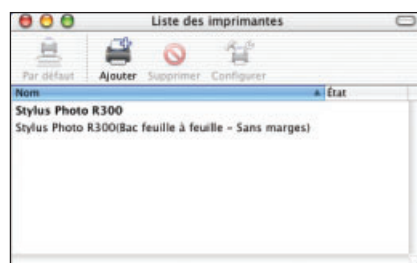 Liste des imprimantes
Par défaut Ajouter Supprimer Configurer
Nom État
Stylus Photo R300
Stylus Photo R300(Bac feuille à feuille – Sans marges)